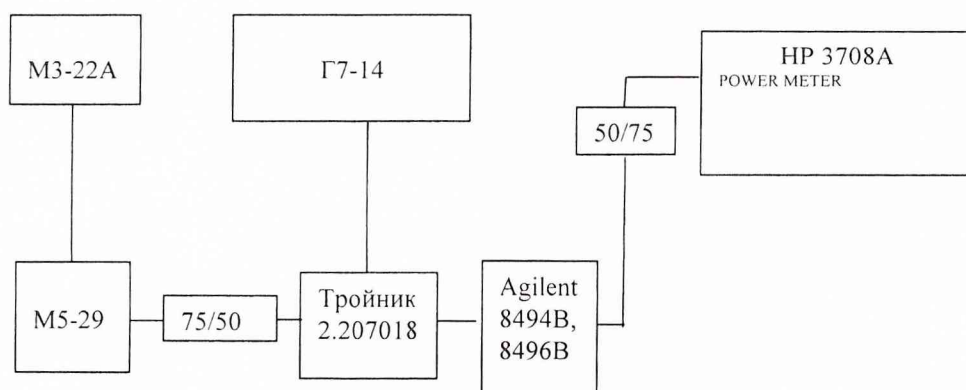 М3-22А
Г7-14
HP 3708A
POWER METER
50/75
М5-29
75/50
Тройник
2.207018
Agilent
8494B,
8496B